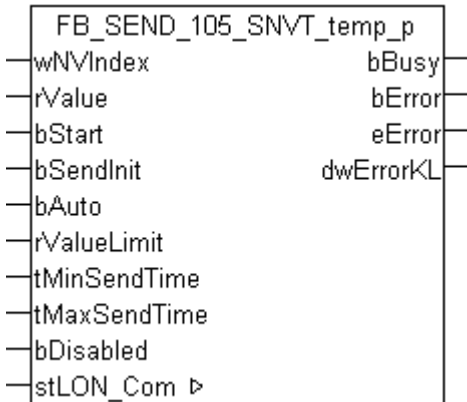 FB_SEND_105_SNVT_temp_p
wNVIndex bBusy
rValue bError
bStart eError
bSendInit dwErrorKL
bAuto
rValueLimit
tMinSendTime
tMaxSendTime
bDisabled
stLON_Com ▷